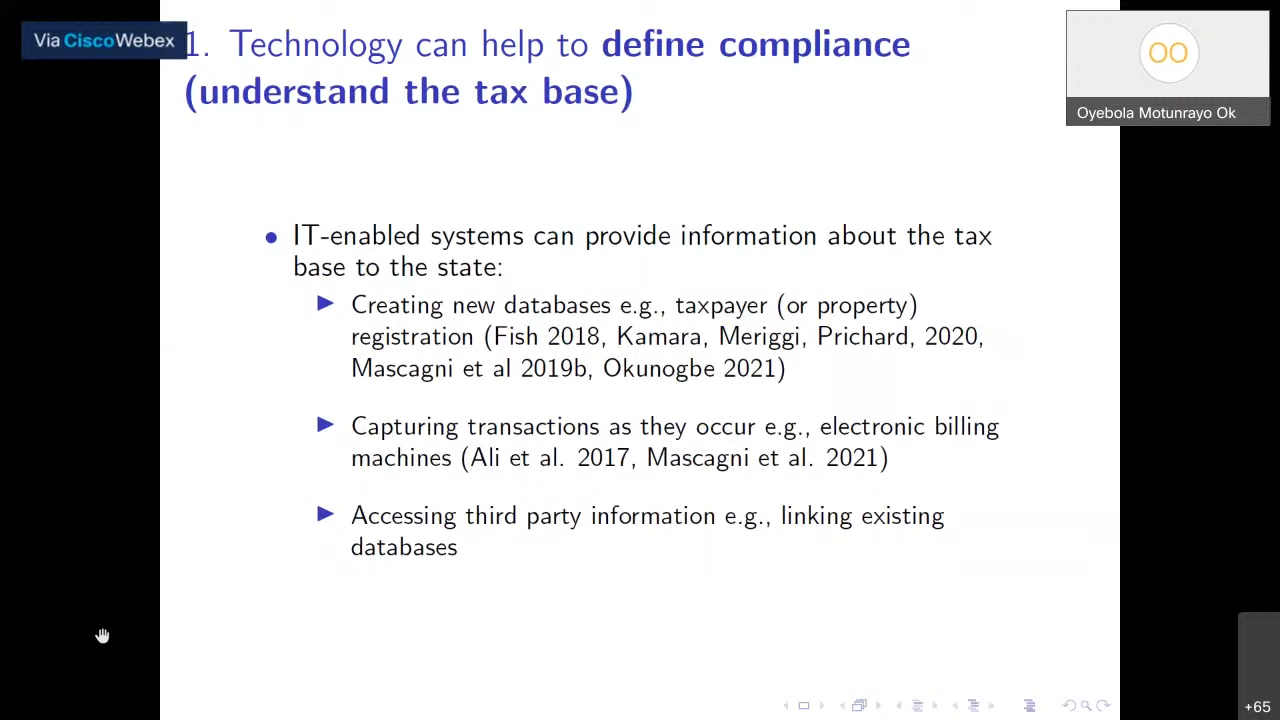 Via CiscoWebex
1. Technology can help to define compliance
(understand the tax base)
OO
Oyebola Motunrayo Ok
• IT-enabled systems can provide information about the tax
base to the state:
▶ Creating new databases e.g., taxpayer (or property)
registration (Fish 2018, Kamara, Meriggi, Prichard, 2020,
Mascagni et al 2019b, Okunogbe 2021)
▶ Capturing transactions as they occur e.g., electronic billing
machines (Ali et al. 2017, Mascagni et al. 2021)
▶ Accessing third party information e.g., linking existing
databases
+65